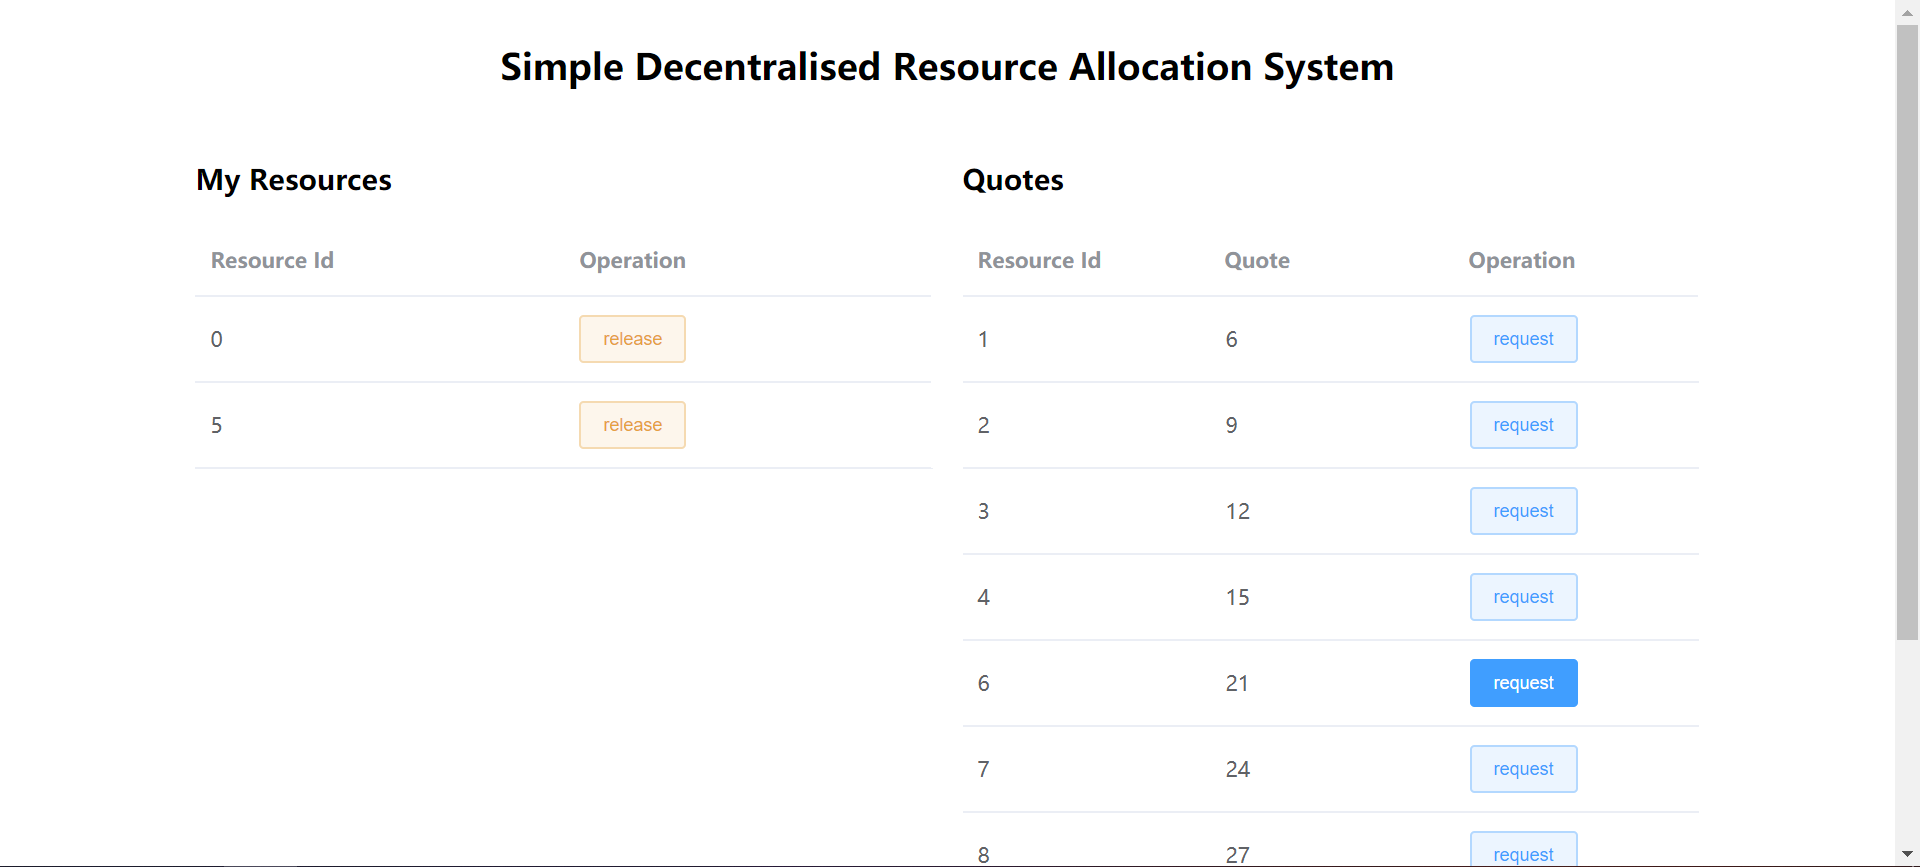 Simple Decentralised Resource Allocation System
My Resources
Resource Id Operation
0 release
5 release
Quotes
Resource Id Quote Operation
1 6 request
2 9 request
3 12 request
4 15 request
6 21 request
7 24 request
8 27 request